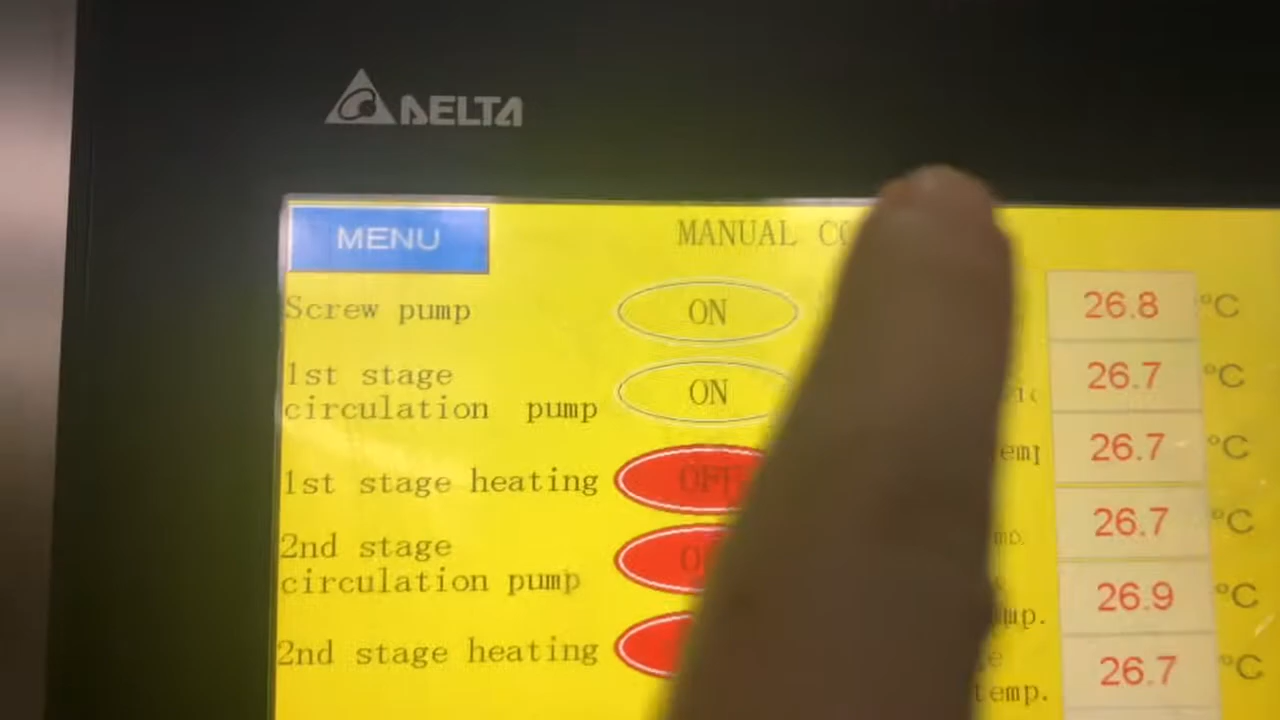 DELTA
MENU
MANUAL
Screw pump
ON
26.8 °C
1st stage
circulation pump
ON
26.7 °C
1st stage heating
OFF
26.7 °C
2nd stage
circulation pump
26.7 °C
26.9 °C
2nd stage heating
temp.
26.7 °C